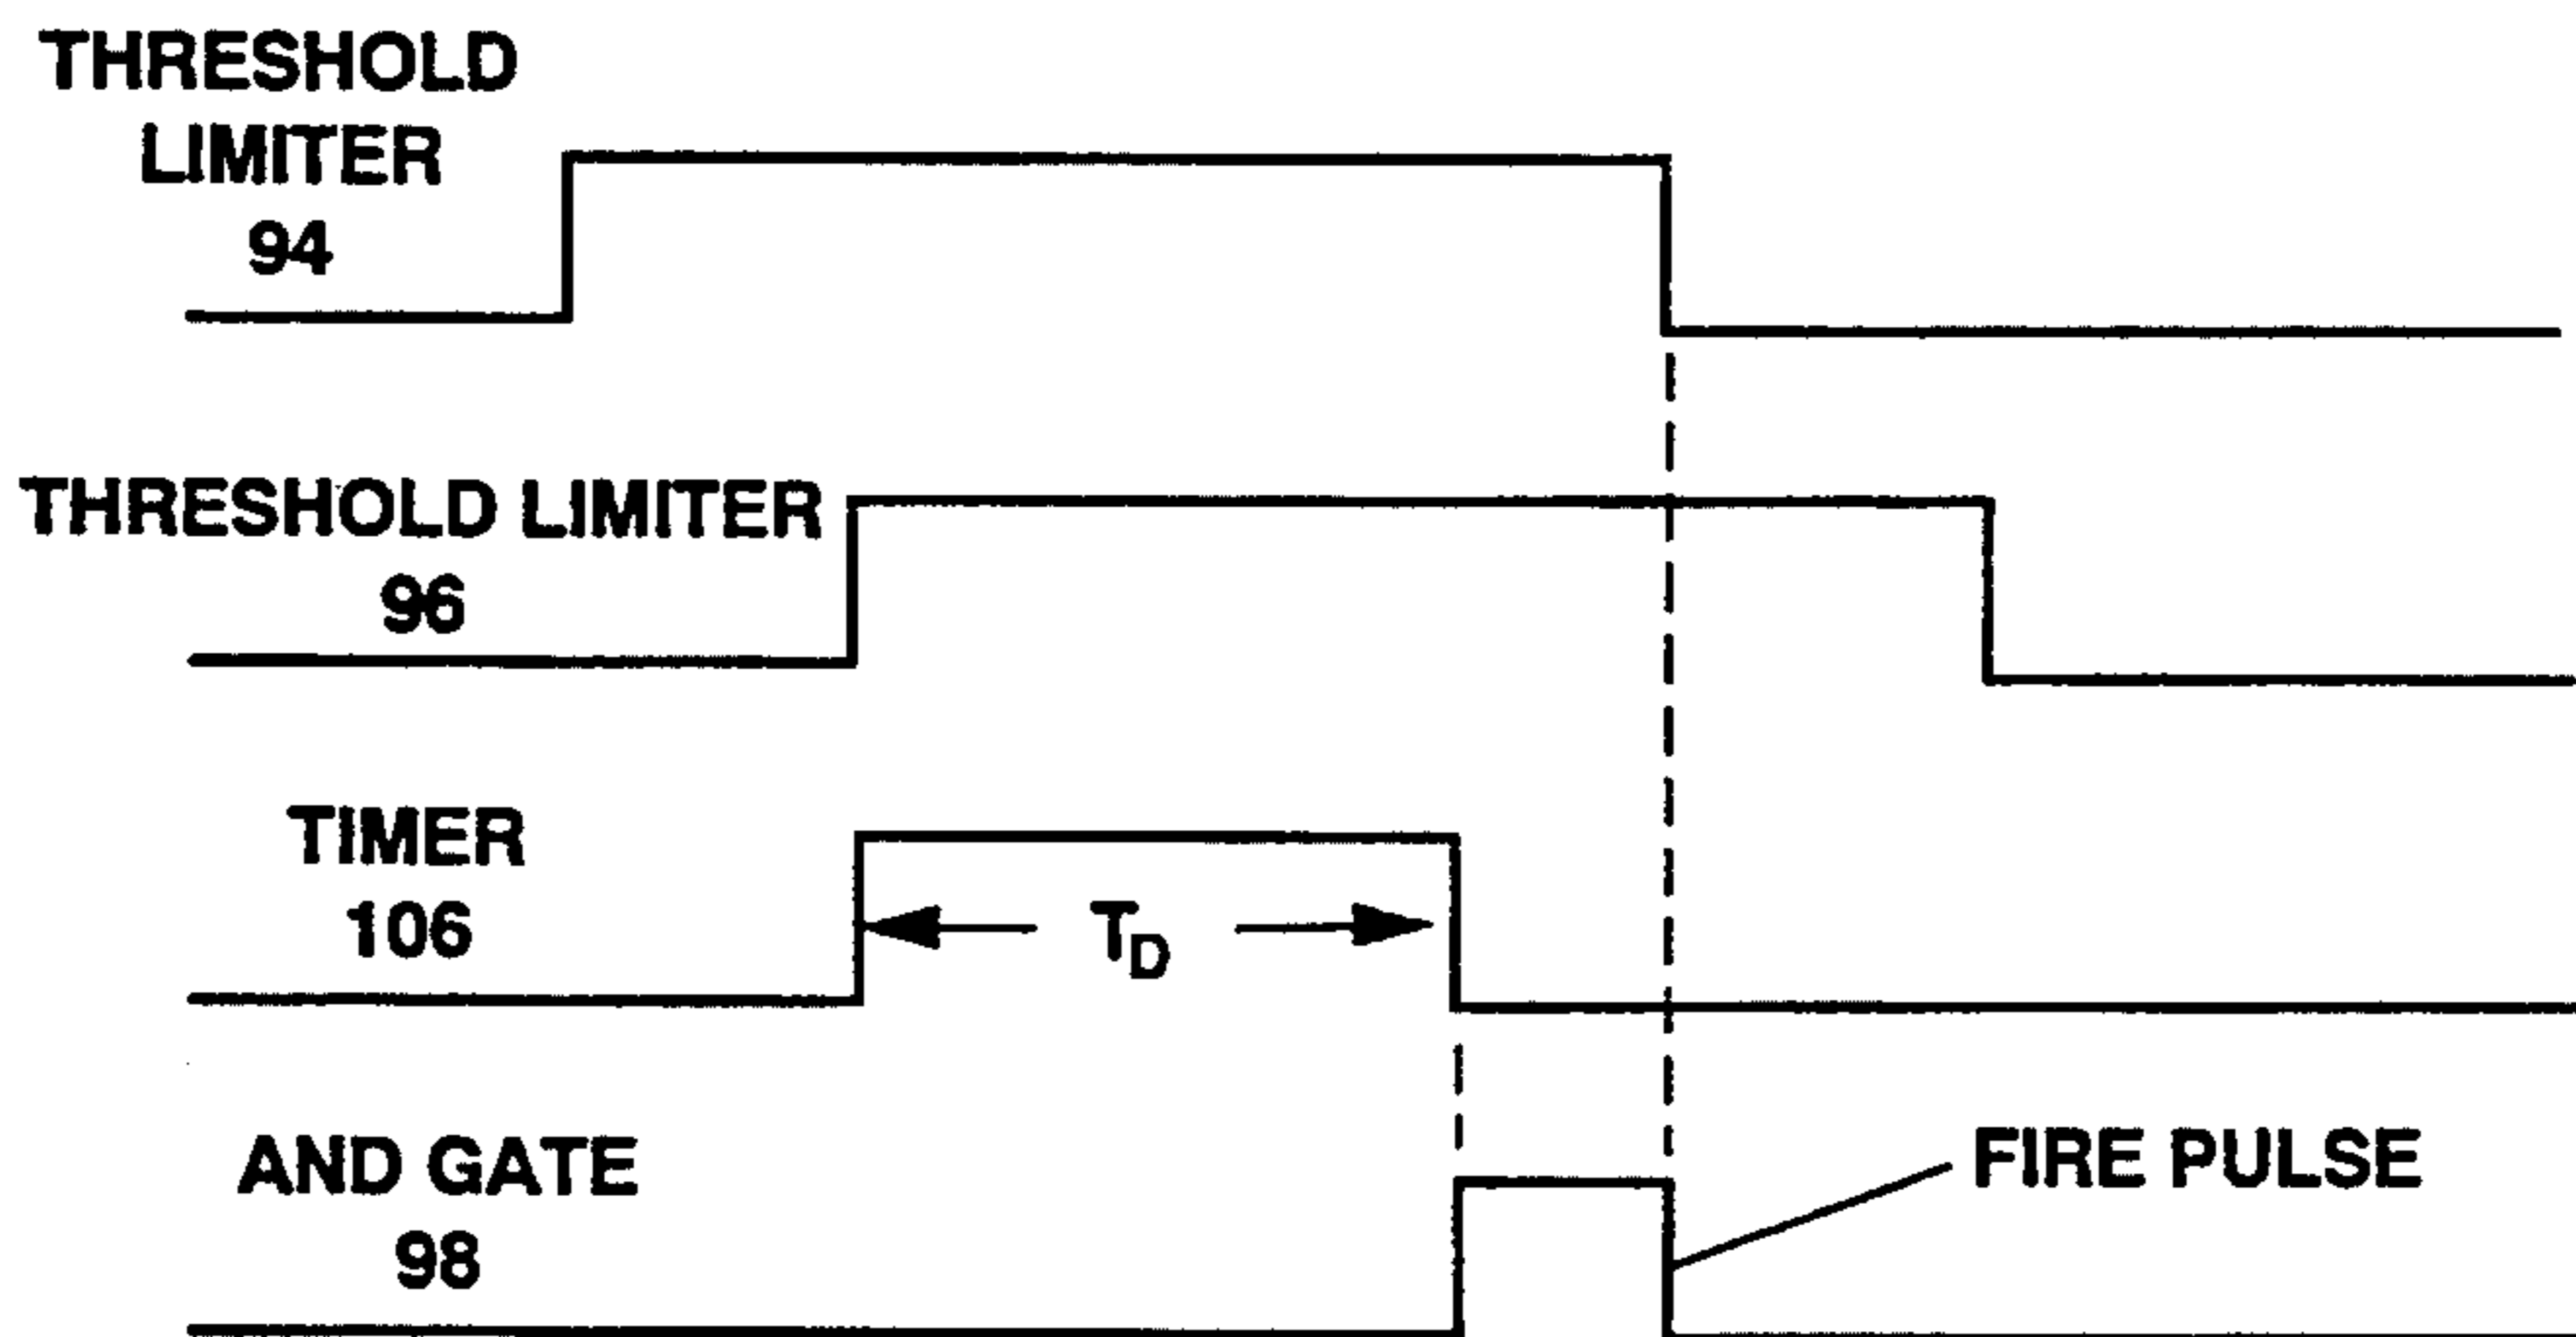 THRESHOLD
LIMITER
94
THRESHOLD LIMITER
96
TIMER
106
T_D
AND GATE
98
FIRE PULSE